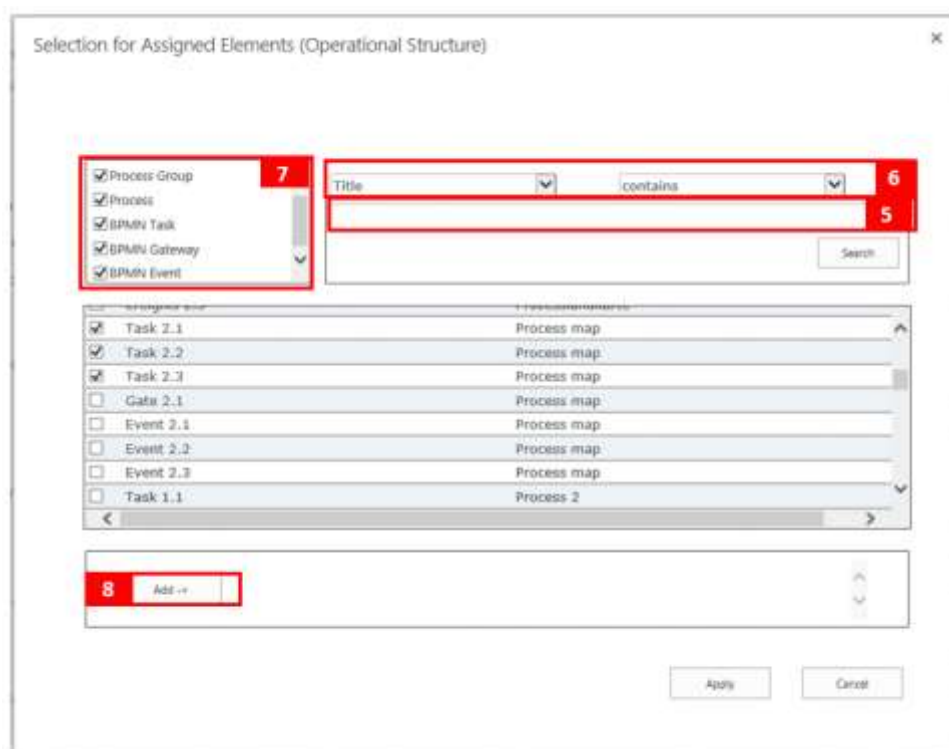 Selection for Assigned Elements (Operational Structure)
×
Process Group 7
Process
BPMN Task
BPMN Gateway
BPMN Event
Title contains 6
5
Search
Task 2.1 Process map
Task 2.2 Process map
Task 2.3 Process map
Gate 2.1 Process map
Event 2.1 Process map
Event 2.2 Process map
Event 2.3 Process map
Task 1.1 Process 2
8 Add ->
Apply Cancel